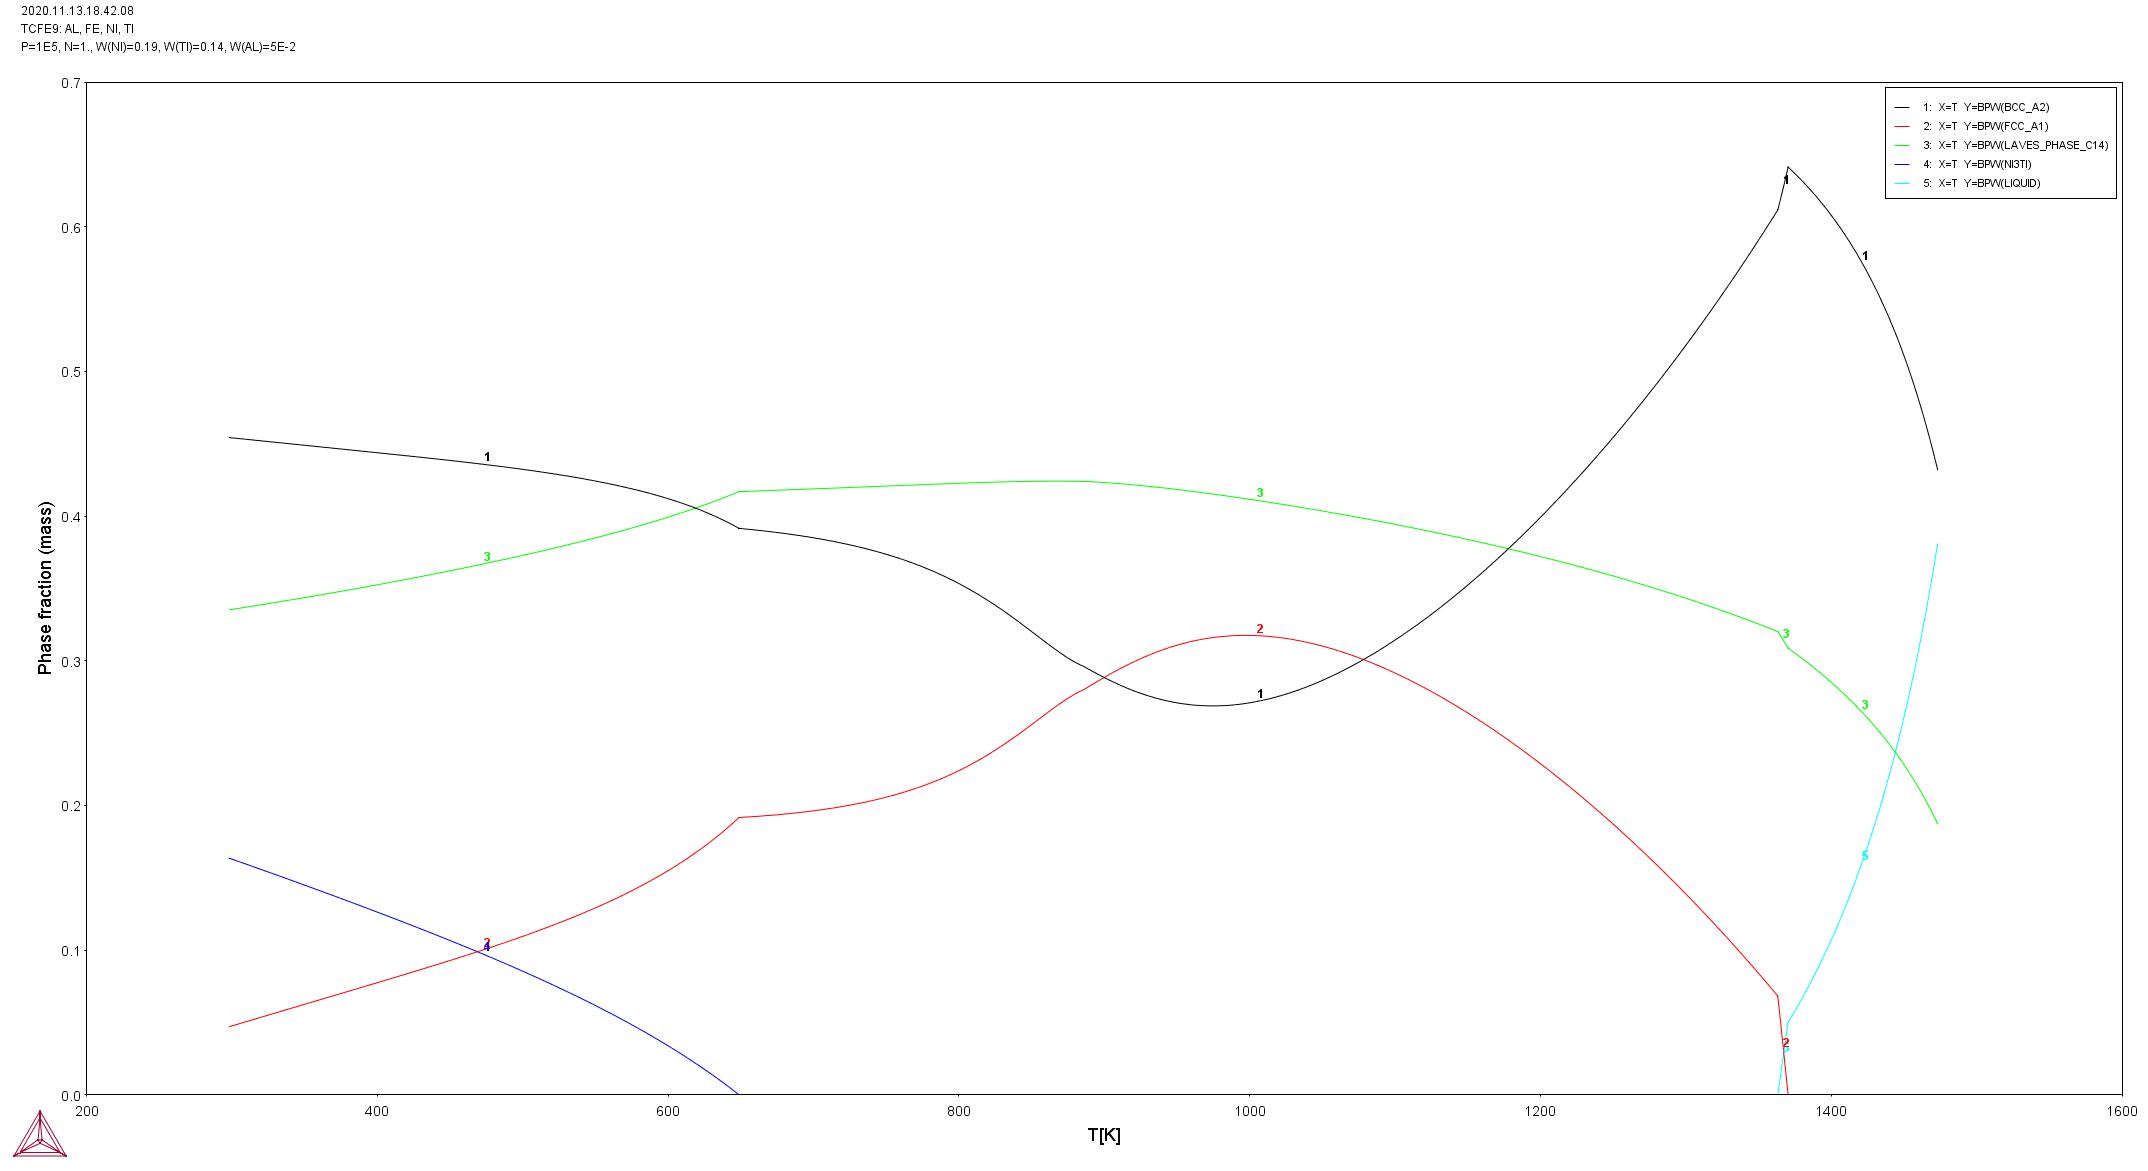 2020.11.13.18.42.08
TCFE9: AL, FE, NI, TI
P=1E5, N=1., W(NI)=0.19, W(TI)=0.14, W(AL)=5E-2
0.7
0.6
0.5
0.4
0.3
0.2
0.1
0.0
Phase fraction (mass)
1: X=T Y=BPW(BCC_A2)
2: X=T Y=BPW(FCC_A1)
3: X=T Y=BPW(LAVES_PHASE_C14)
4: X=T Y=BPW(NI3TI)
5: X=T Y=BPW(LIQUID)
1
1
1
3
2
3
1
3
3
5
1
3
2
4
2
200 400 600 800 1000 1200 1400 1600
T[K]